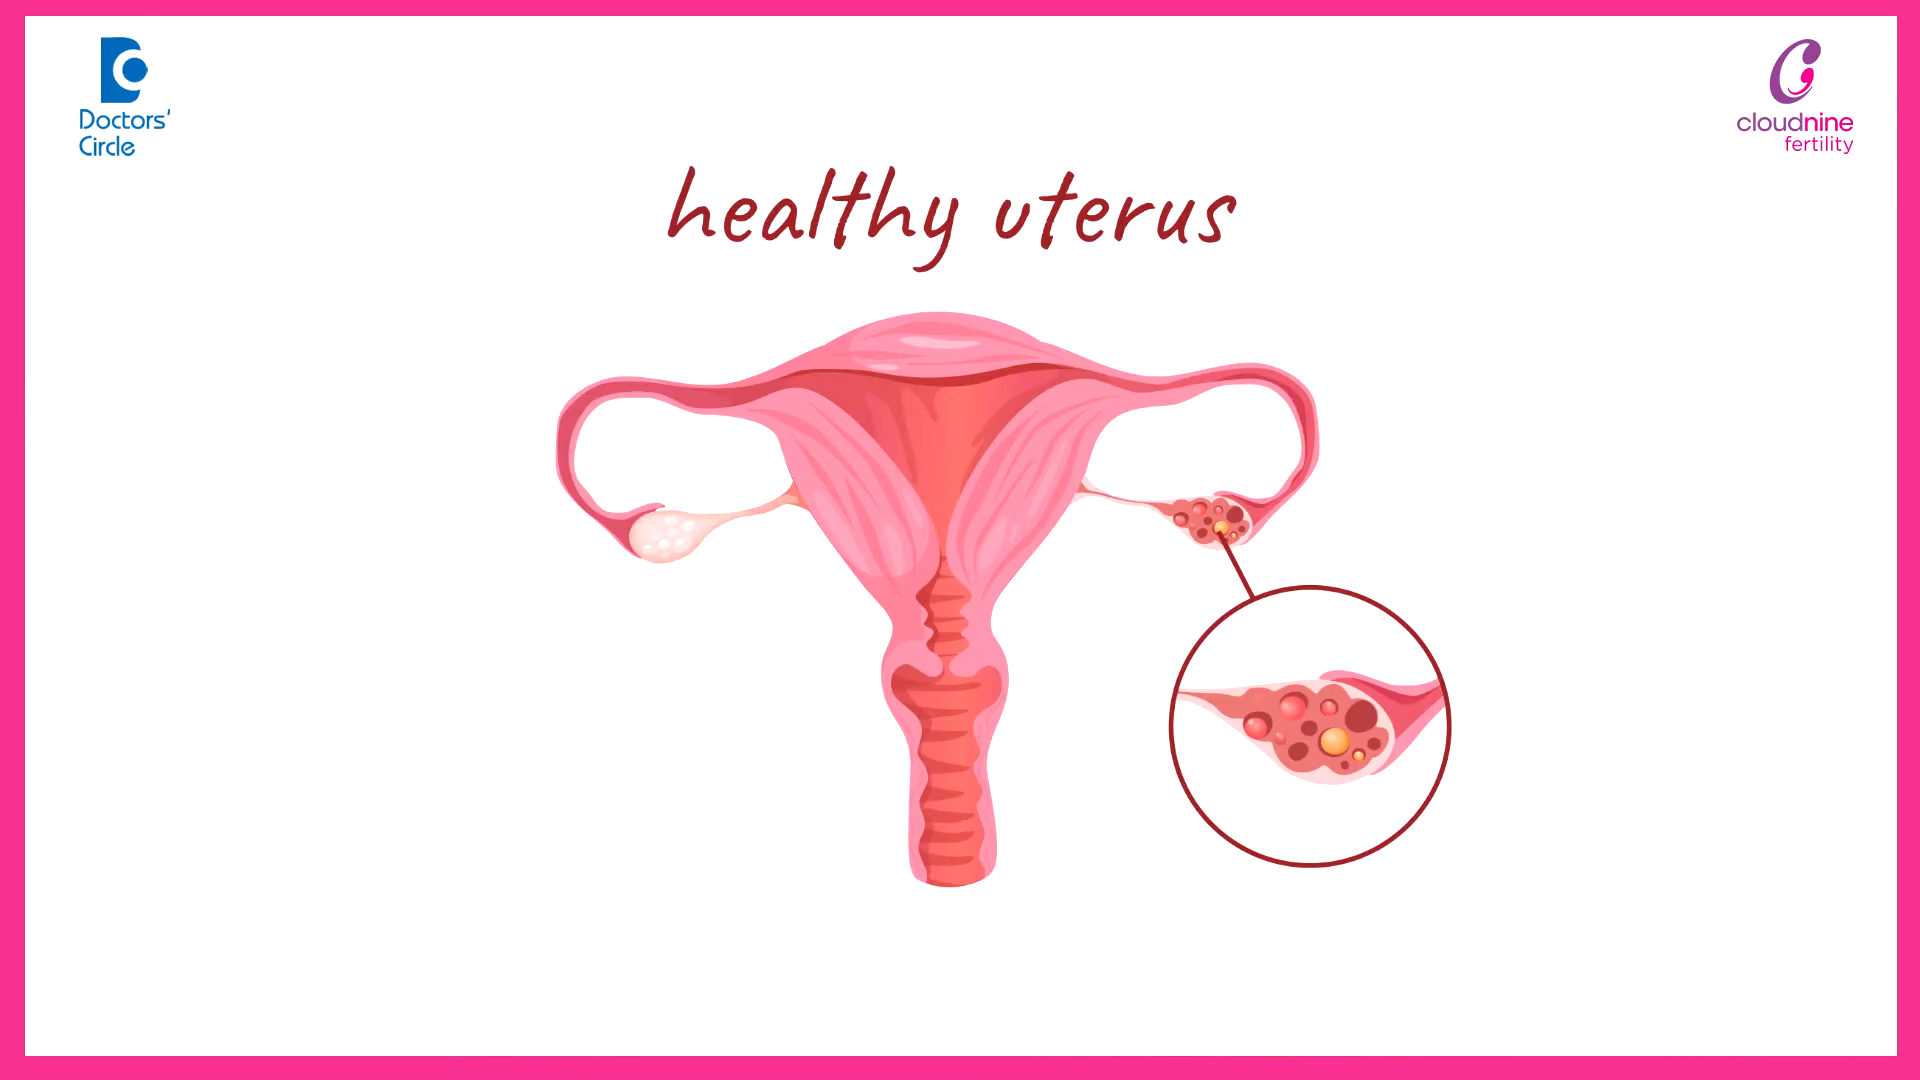 Doctors'
Circle
cloudnine
fertility
healthy uterus